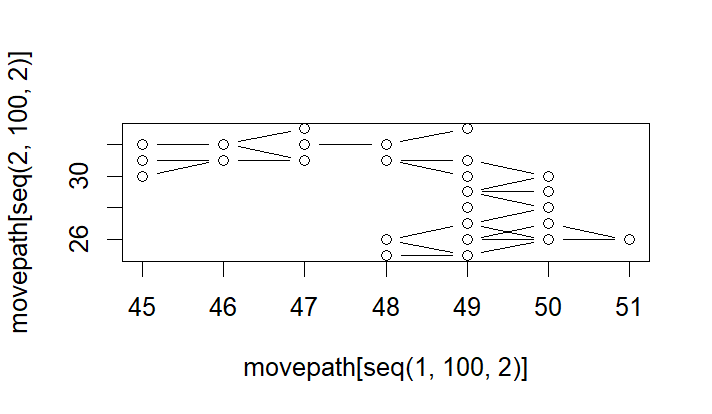 movepath[seq(2, 100, 2)]
30
26
45 46 47 48 49 50 51
movepath[seq(1, 100, 2)]